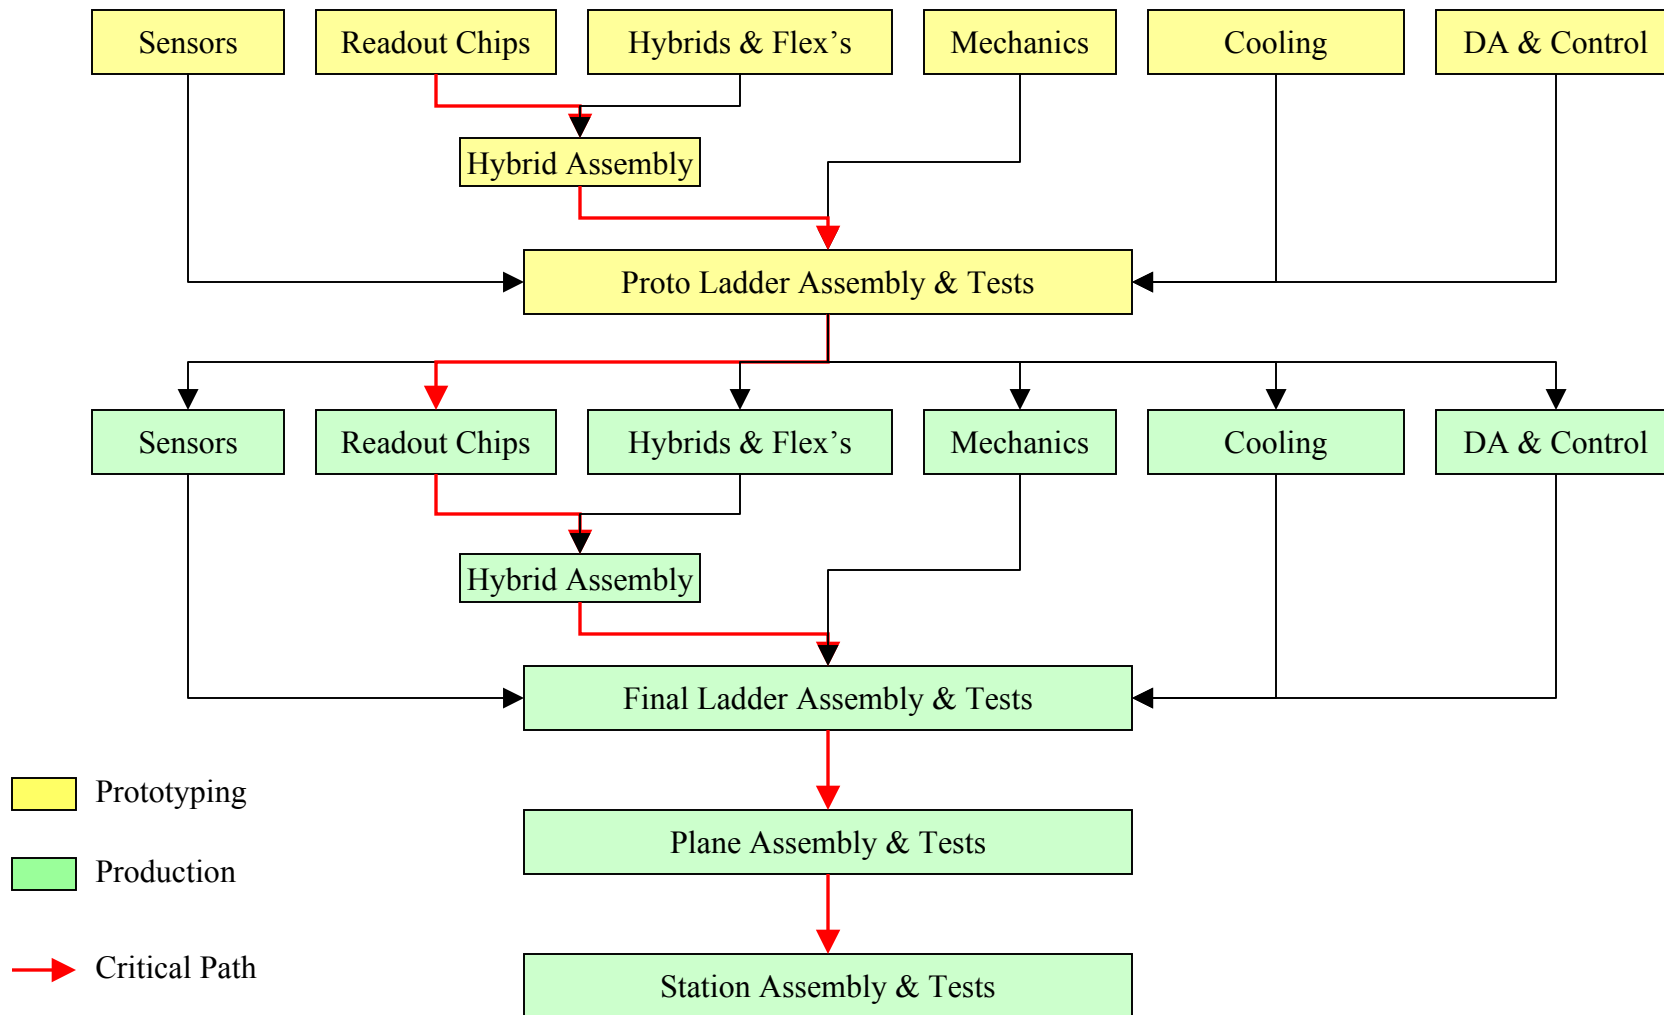 Sensors
Readout Chips
Hybrids & Flex’s
Mechanics
Cooling
DA & Control
Hybrid Assembly
Proto Ladder Assembly & Tests
Sensors
Readout Chips
Hybrids & Flex’s
Mechanics
Cooling
DA & Control
Hybrid Assembly
Final Ladder Assembly & Tests
Prototyping
Plane Assembly & Tests
Production
Critical Path
Station Assembly & Tests